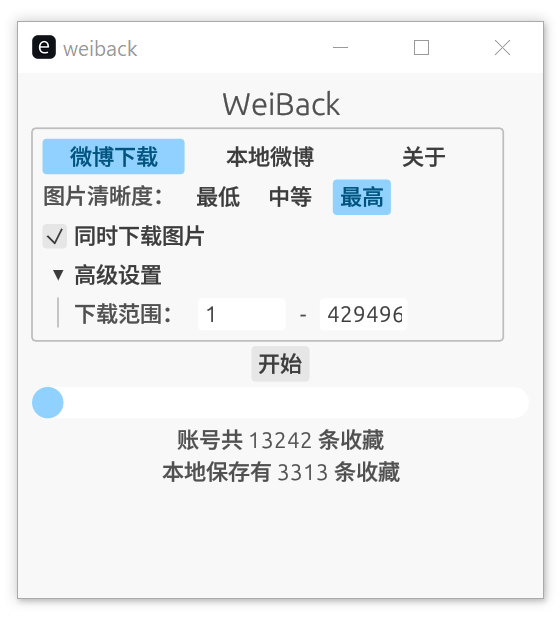 e weiback
WeiBack
微博下载 本地微博 关于
图片清晰度： 最低 中等 最高
同时下载图片
高级设置
下载范围： 1 - 429496
开始
账号共 13242 条收藏
本地保存有 3313 条收藏